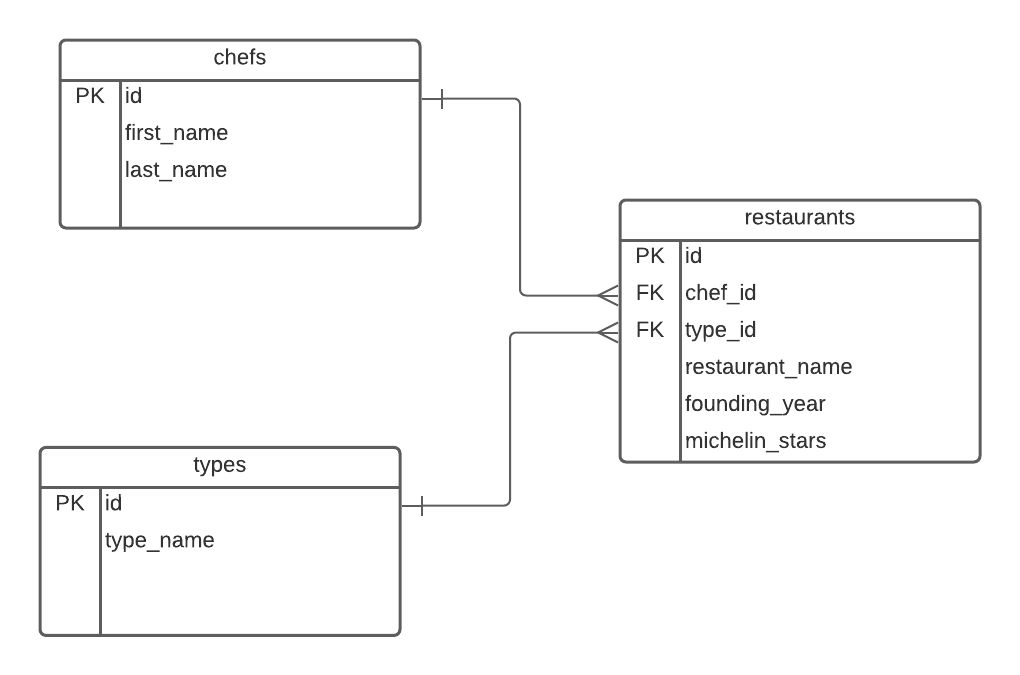 chefs
PK id
first_name
last_name
restaurants
PK id
FK chef_id
FK type_id
restaurant_name
founding_year
michelin_stars
types
PK id
type_name